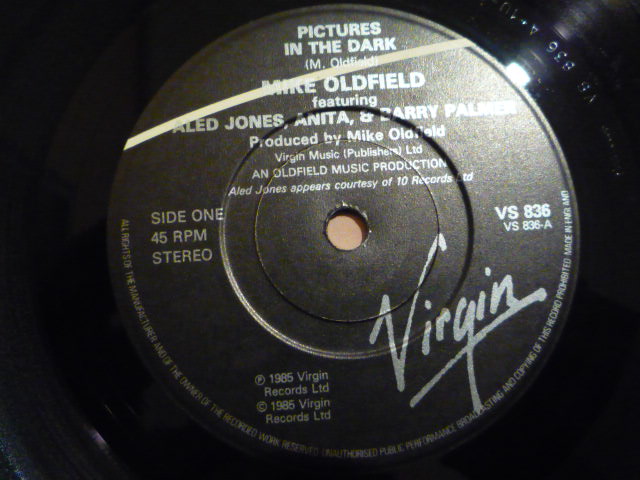 PICTURES
IN THE DARK
(M. Oldfield)
MIKE OLDFIELD
featuring
ALED JONES, ANITA, & BARRY PALMER
Produced by Mike Oldfield
Virgin Music (Publishers) Ltd
AN OLDFIELD MUSIC PRODUCTION
Aled Jones appears courtesy of 10 Records Ltd
SIDE ONE
45 RPM
STEREO
VS 836
VS 836-A
Virgin
℗ 1985 Virgin
Records Ltd
© 1985 Virgin
Records Ltd
ALL RIGHTS OF THE MANUFACTURER AND OF THE OWNER OF THE RECORDED WORK RESERVED. UNAUTHORISED PUBLIC PERFORMANCE BROADCASTING AND COPYING OF THIS RECORD PROHIBITED. MADE IN ENGLAND
VS 836 A